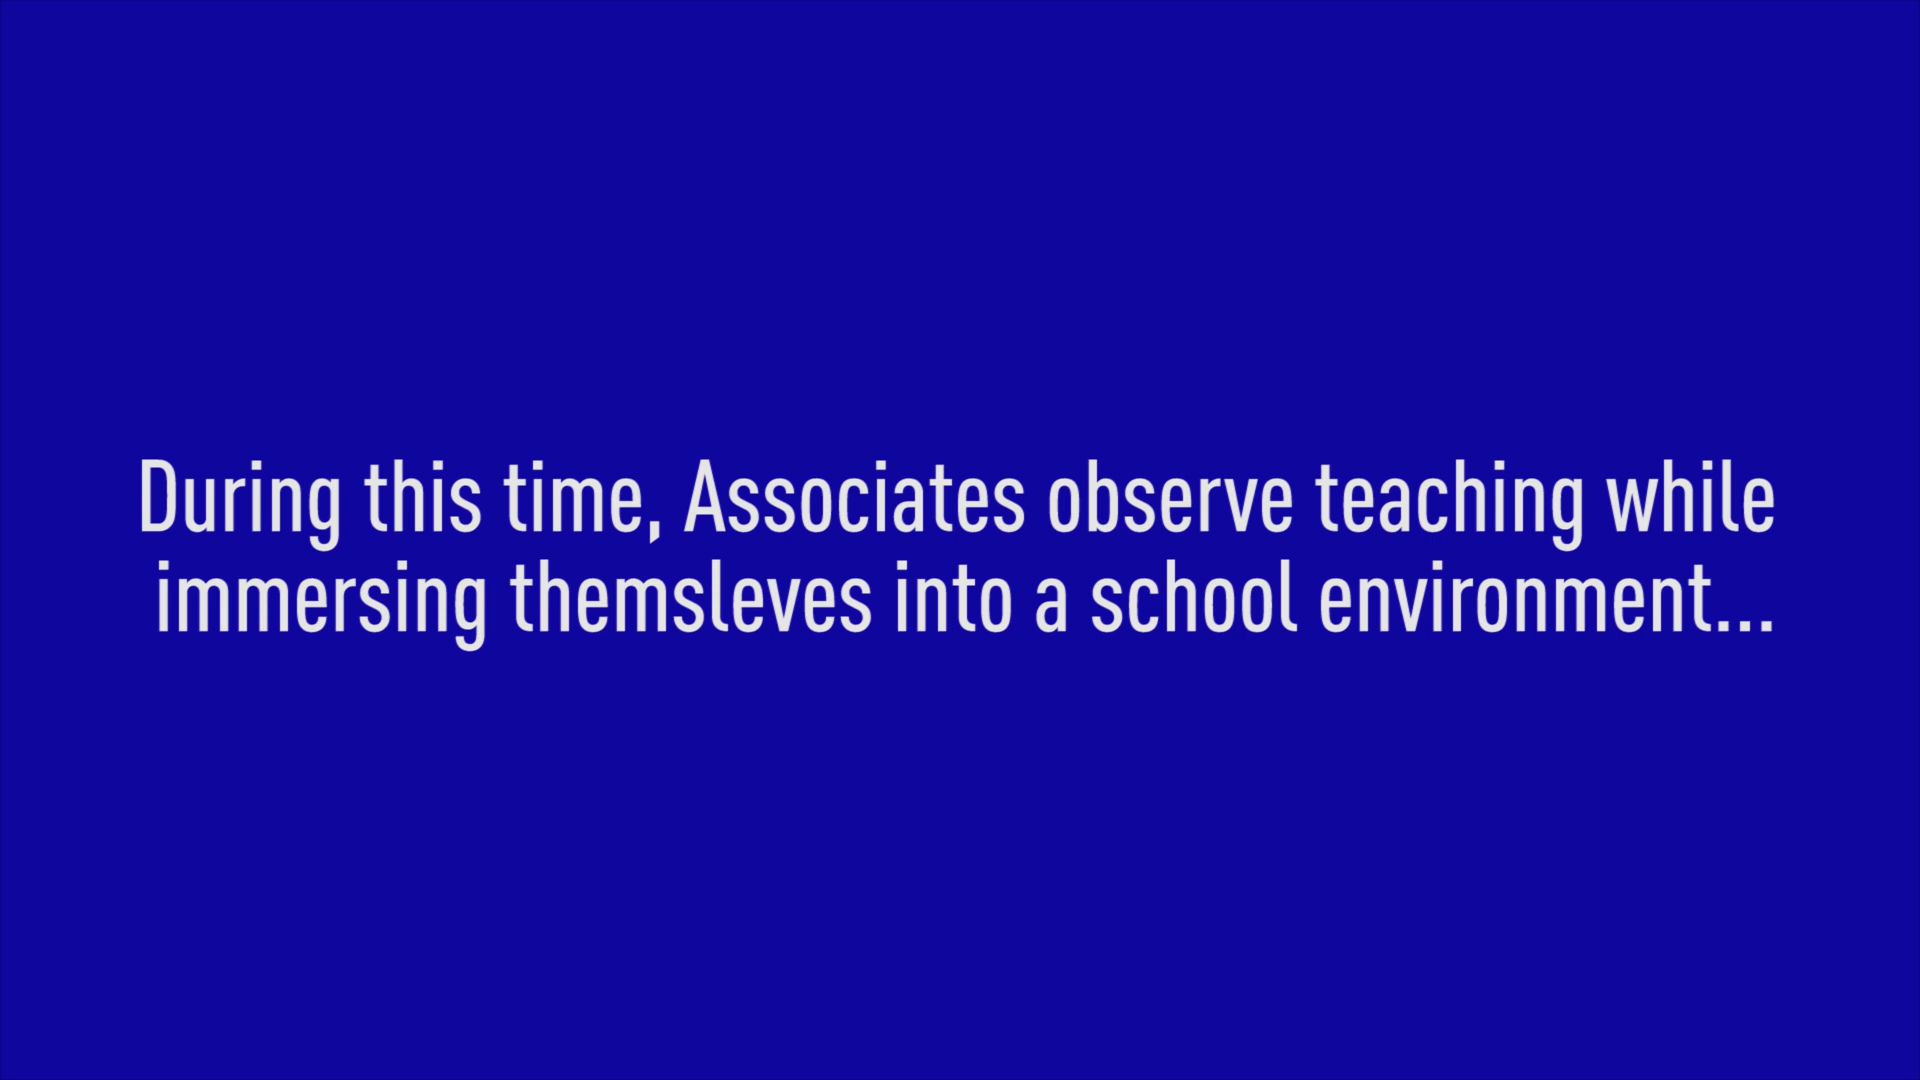 During this time, Associates observe teaching while
immersing themsleves into a school environment...